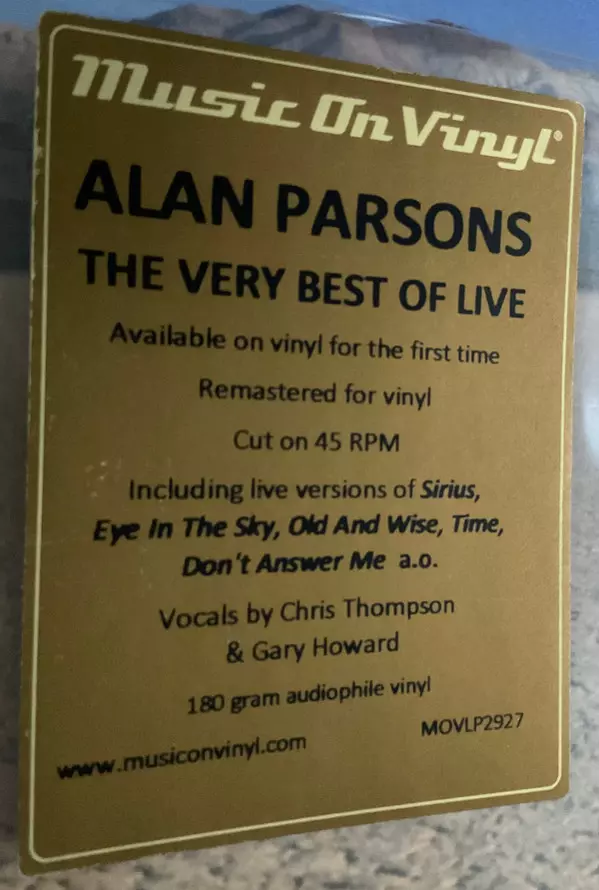 Music On Vinyl®
ALAN PARSONS
THE VERY BEST OF LIVE
Available on vinyl for the first time
Remastered for vinyl
Cut on 45 RPM
Including live versions of Sirius,
Eye In The Sky, Old And Wise, Time,
Don't Answer Me a.o.
Vocals by Chris Thompson
& Gary Howard
180 gram audiophile vinyl
www.musiconvinyl.com
MOVLP2927